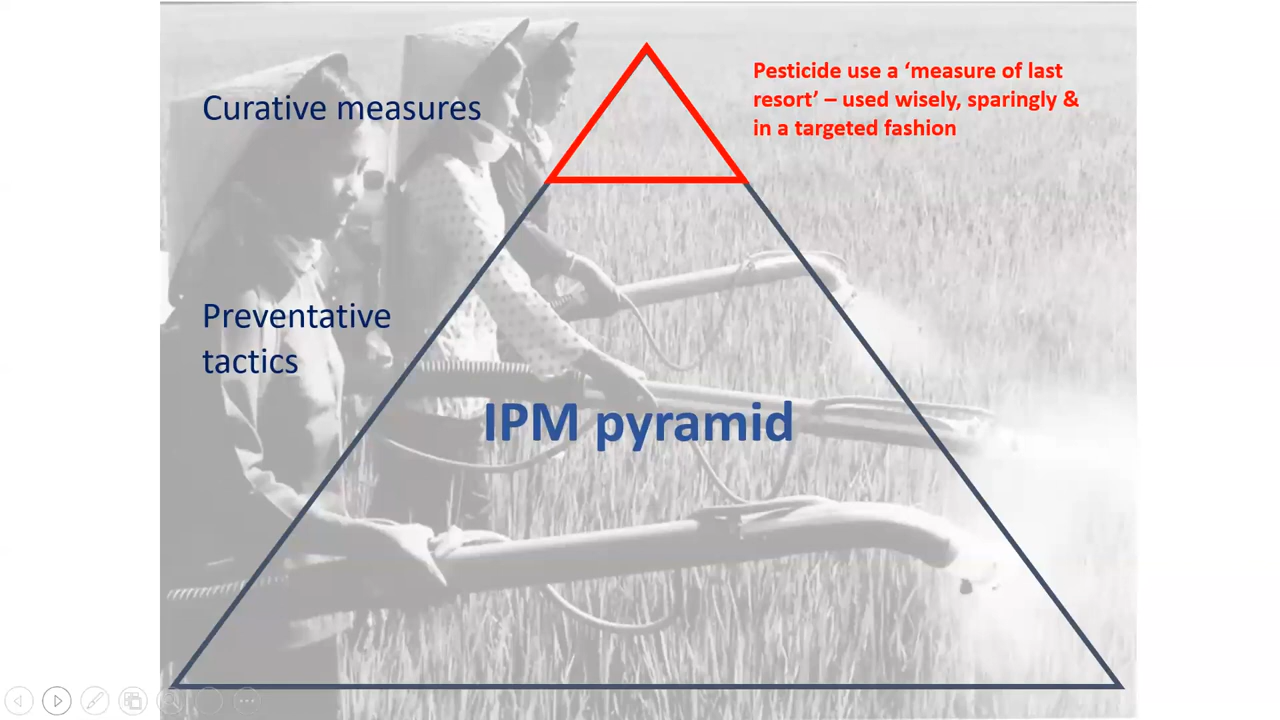 Curative measures
Pesticide use a ‘measure of last
resort’ – used wisely, sparingly &
in a targeted fashion
Preventative
tactics
IPM pyramid